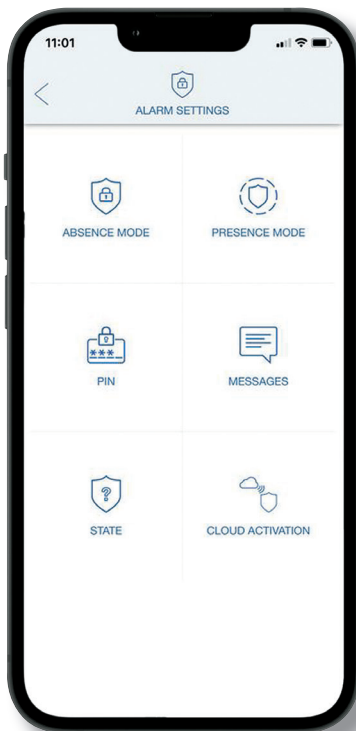 11:01
ALARM SETTINGS
ABSENCE MODE
PRESENCE MODE
***_
PIN
MESSAGES
?
STATE
CLOUD ACTIVATION